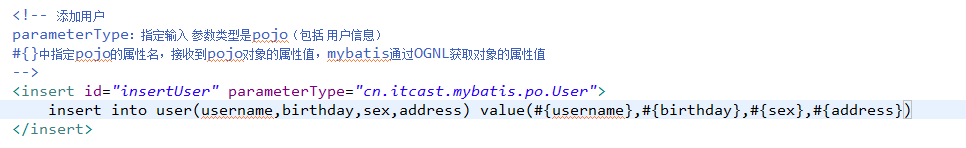 <!-- 添加用户
parameterType：指定输入 参数类型是pojo（包括 用户信息）
#{}中指定pojo的属性名，接收到pojo对象的属性值，mybatis通过OGNL获取对象的属性值
-->
<insert id="insertUser" parameterType="cn.itcast.mybatis.po.User">
insert into user(username,birthday,sex,address) value(#{username},#{birthday},#{sex},#{address})
</insert>